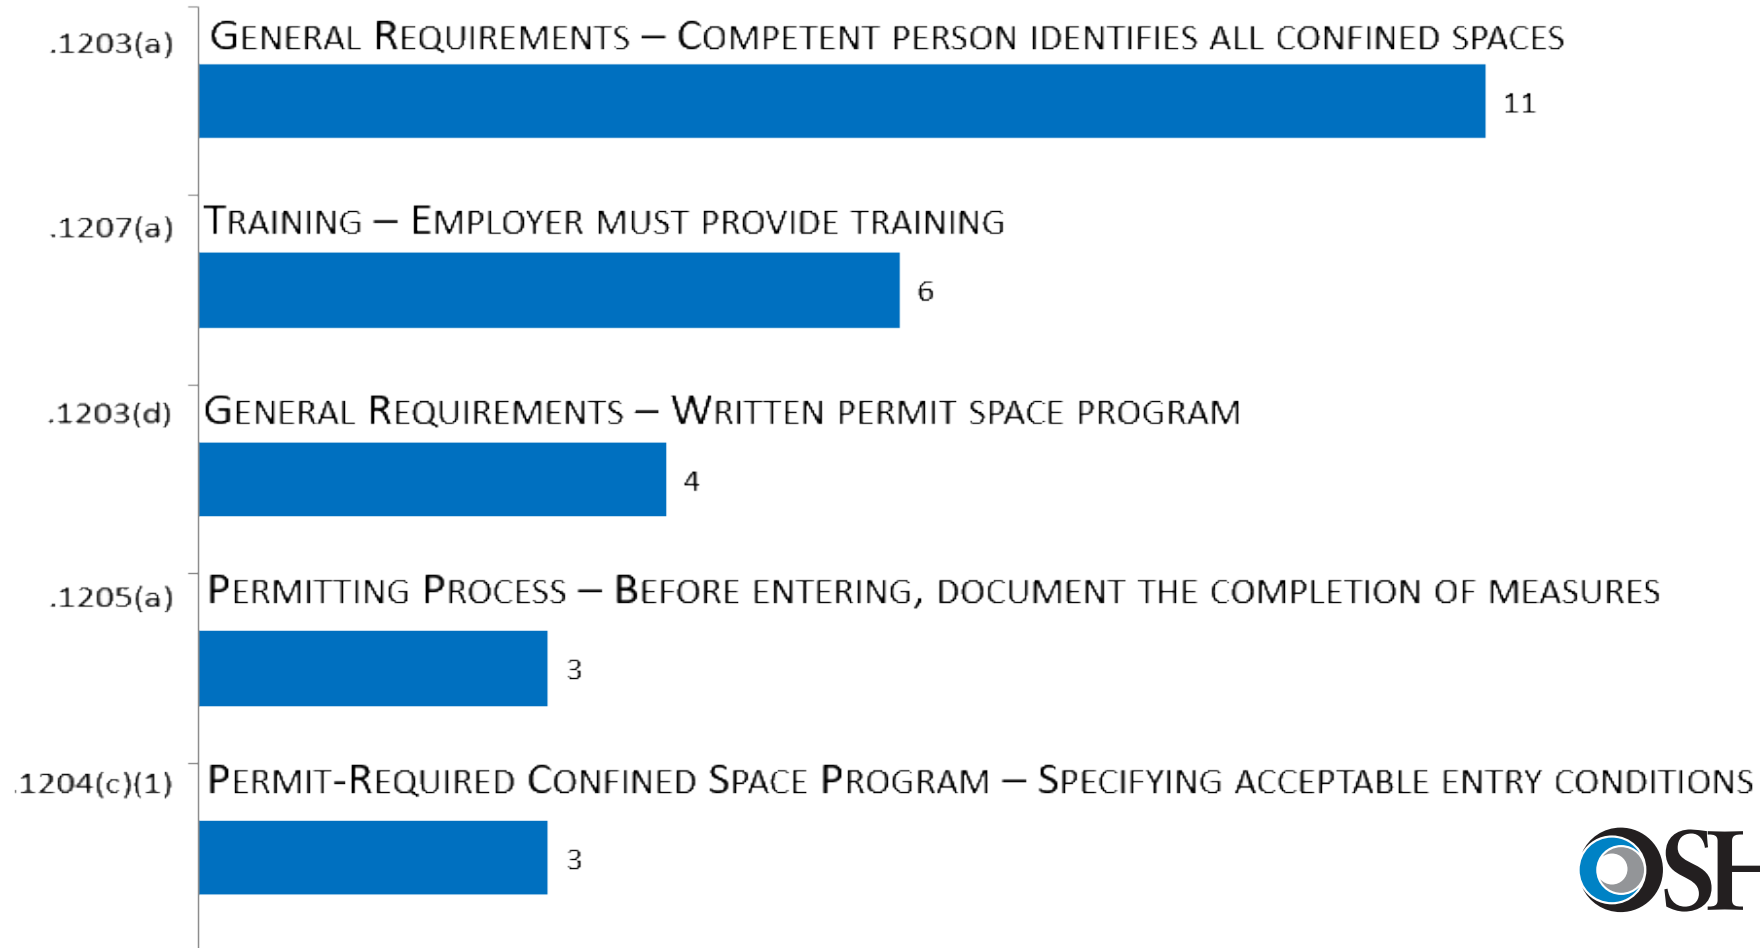 .1203(a) GENERAL REQUIREMENTS – COMPETENT PERSON IDENTIFIES ALL CONFINED SPACES
11
.1207(a) TRAINING – EMPLOYER MUST PROVIDE TRAINING
6
.1203(d) GENERAL REQUIREMENTS – WRITTEN PERMIT SPACE PROGRAM
4
.1205(a) PERMITTING PROCESS – BEFORE ENTERING, DOCUMENT THE COMPLETION OF MEASURES
3
.1204(c)(1) PERMIT-REQUIRED CONFINED SPACE PROGRAM – SPECIFYING ACCEPTABLE ENTRY CONDITIONS
3